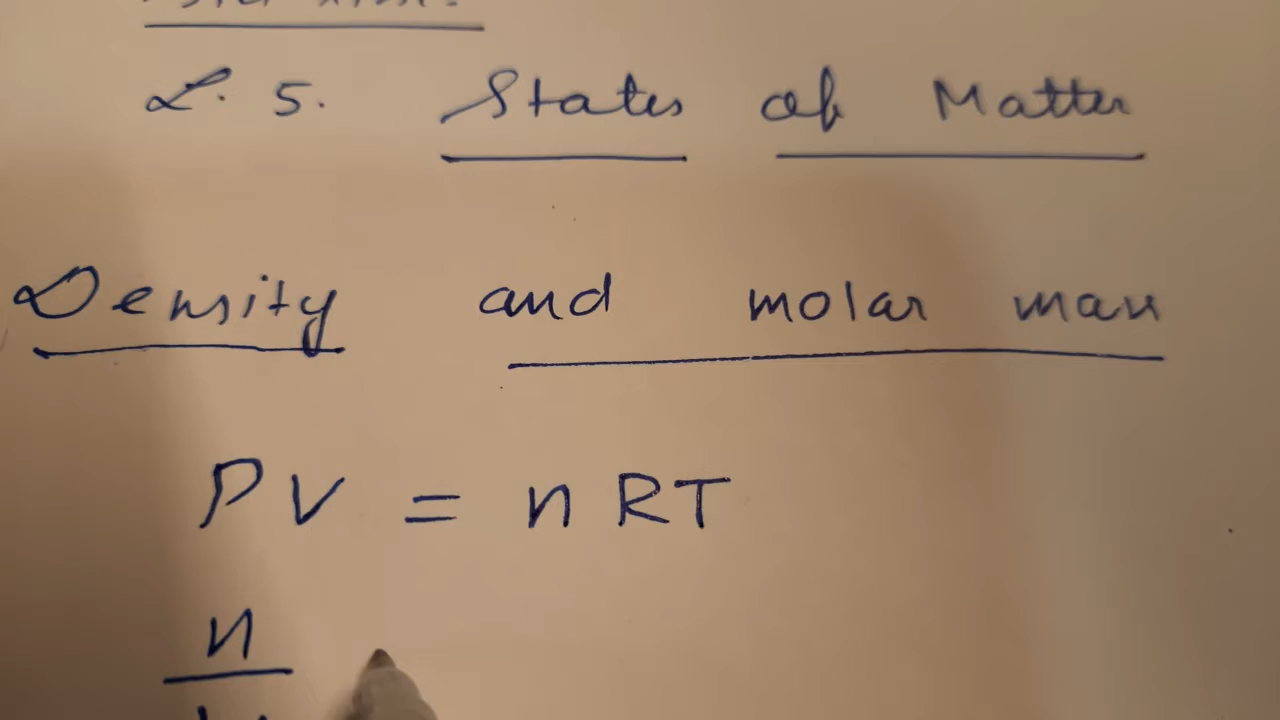 L. 5. States of Matter
Density and molar mass
PV = nRT
n